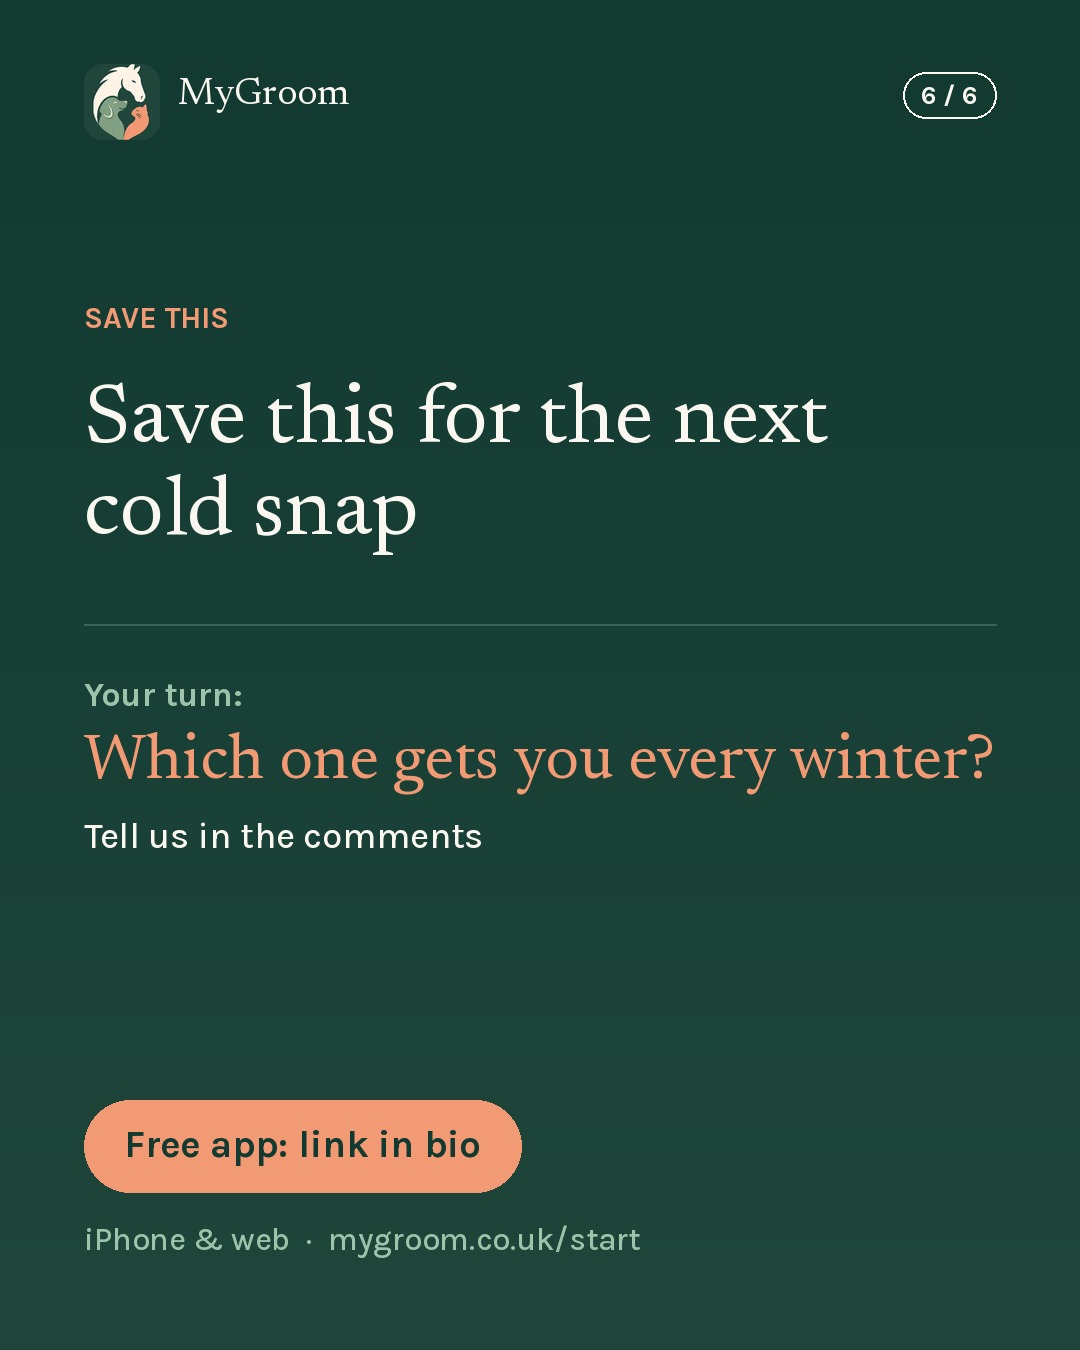 MyGroom
6 / 6
SAVE THIS
Save this for the next
cold snap
Your turn:
Which one gets you every winter?
Tell us in the comments
Free app: link in bio
iPhone & web · mygroom.co.uk/start